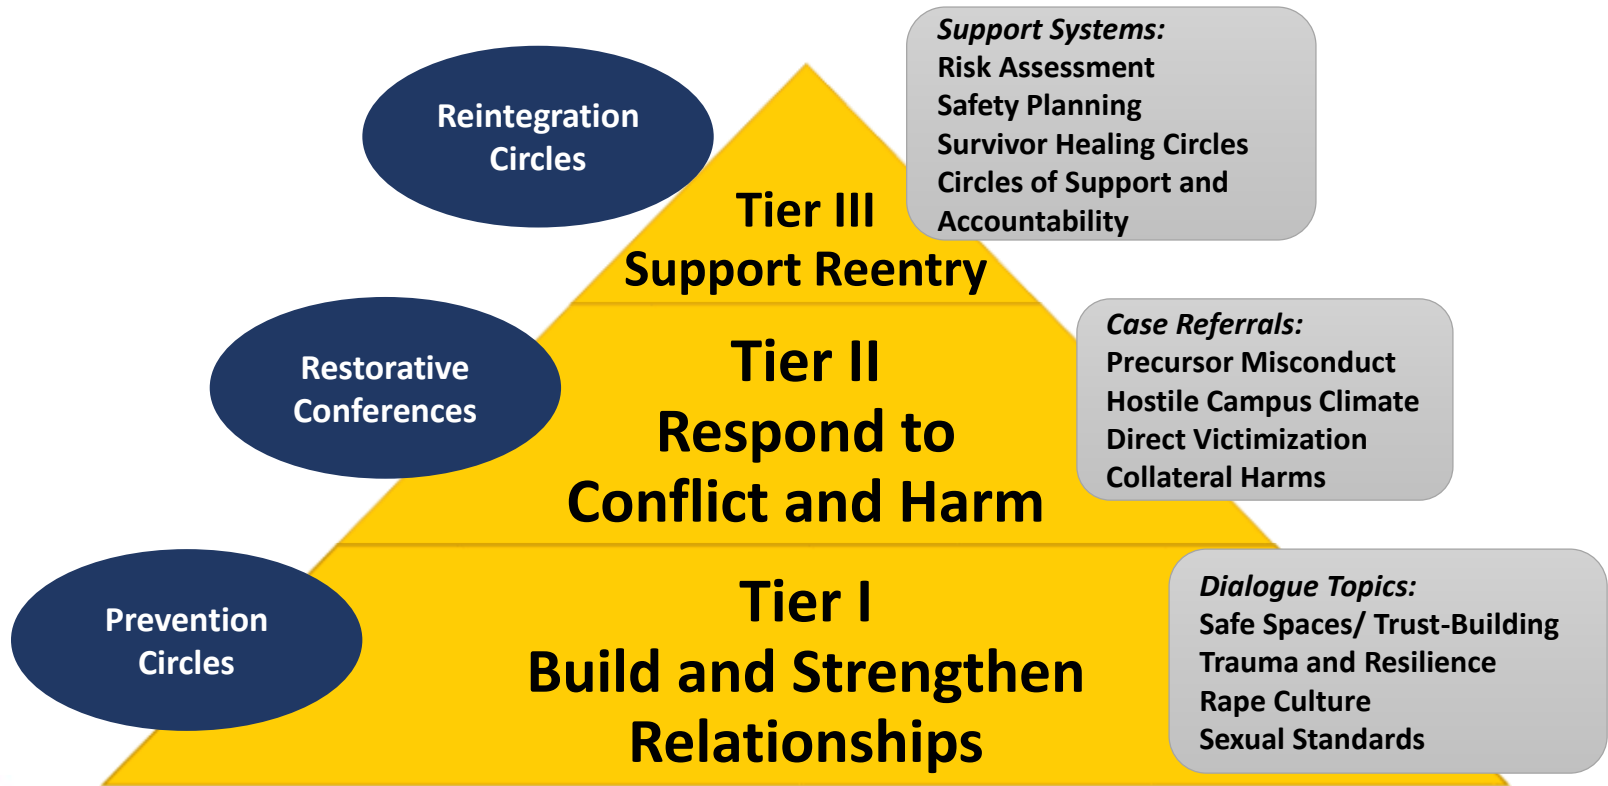 Reintegration
Circles
Support Systems:
Risk Assessment
Safety Planning
Survivor Healing Circles
Circles of Support and
Accountability
Tier III
Support Reentry
Restorative
Conferences
Tier II
Respond to
Conflict and Harm
Case Referrals:
Precursor Misconduct
Hostile Campus Climate
Direct Victimization
Collateral Harms
Prevention
Circles
Tier I
Build and Strengthen
Relationships
Dialogue Topics:
Safe Spaces/ Trust-Building
Trauma and Resilience
Rape Culture
Sexual Standards